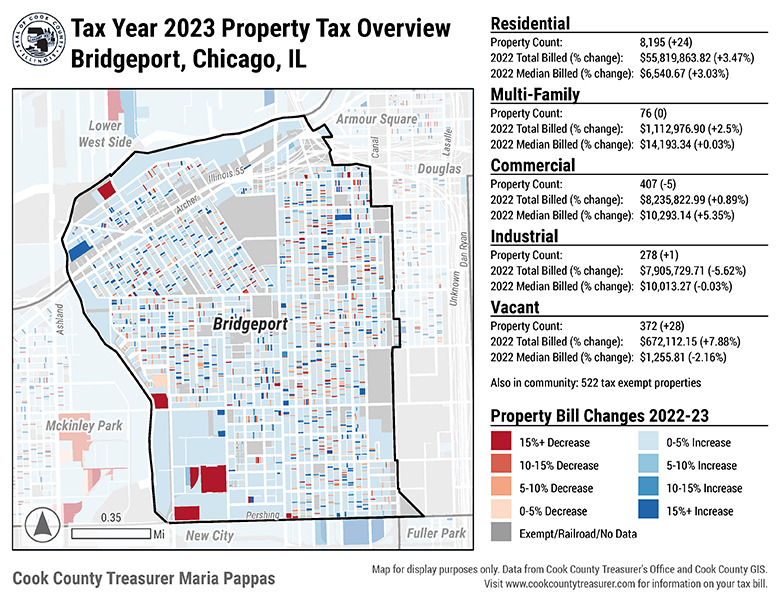 Tax Year 2023 Property Tax Overview
Bridgeport, Chicago, IL
SEAL OF COOK COUNTY
ILLINOIS
Lower
West Side
Armour Square
Canal
Lasalle
Douglas
Illinois 55
Archer
Dan Ryan
Unknown
Ashland
Bridgeport
Mckinley Park
0.35
Mi
Pershing
New City
Fuller Park
Cook County Treasurer Maria Pappas
Residential
Property Count: 8,195 (+24)
2022 Total Billed (% change): $55,819,863.82 (+3.47%)
2022 Median Billed (% change): $6,540.67 (+3.03%)
Multi-Family
Property Count: 76 (0)
2022 Total Billed (% change): $1,112,976.90 (+2.5%)
2022 Median Billed (% change): $14,193.34 (+0.03%)
Commercial
Property Count: 407 (-5)
2022 Total Billed (% change): $8,235,822.99 (+0.89%)
2022 Median Billed (% change): $10,293.14 (+5.35%)
Industrial
Property Count: 278 (+1)
2022 Total Billed (% change): $7,905,729.71 (-5.62%)
2022 Median Billed (% change): $10,013.27 (-0.03%)
Vacant
Property Count: 372 (+28)
2022 Total Billed (% change): $672,112.15 (+7.88%)
2022 Median Billed (% change): $1,255.81 (-2.16%)
Also in community: 522 tax exempt properties
Property Bill Changes 2022-23
15%+ Decrease
10-15% Decrease
5-10% Decrease
0-5% Decrease
Exempt/Railroad/No Data
0-5% Increase
5-10% Increase
10-15% Increase
15%+ Increase
Map for display purposes only. Data from Cook County Treasurer's Office and Cook County GIS.
Visit www.cookcountytreasurer.com for information on your tax bill.